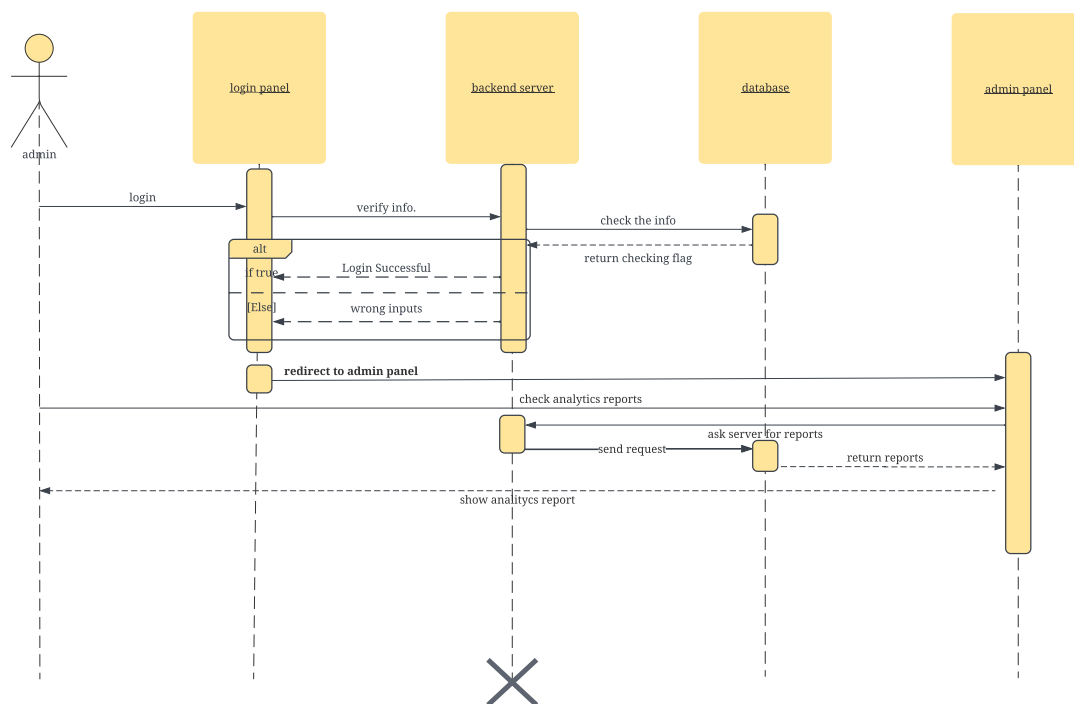 login panel
backend server
database
admin panel
admin
login
verify info.
check the info
alt
return checking flag
if true
Login Successful
[Else]
wrong inputs
redirect to admin panel
check analytics reports
ask server for reports
send request
return reports
show analitycs report